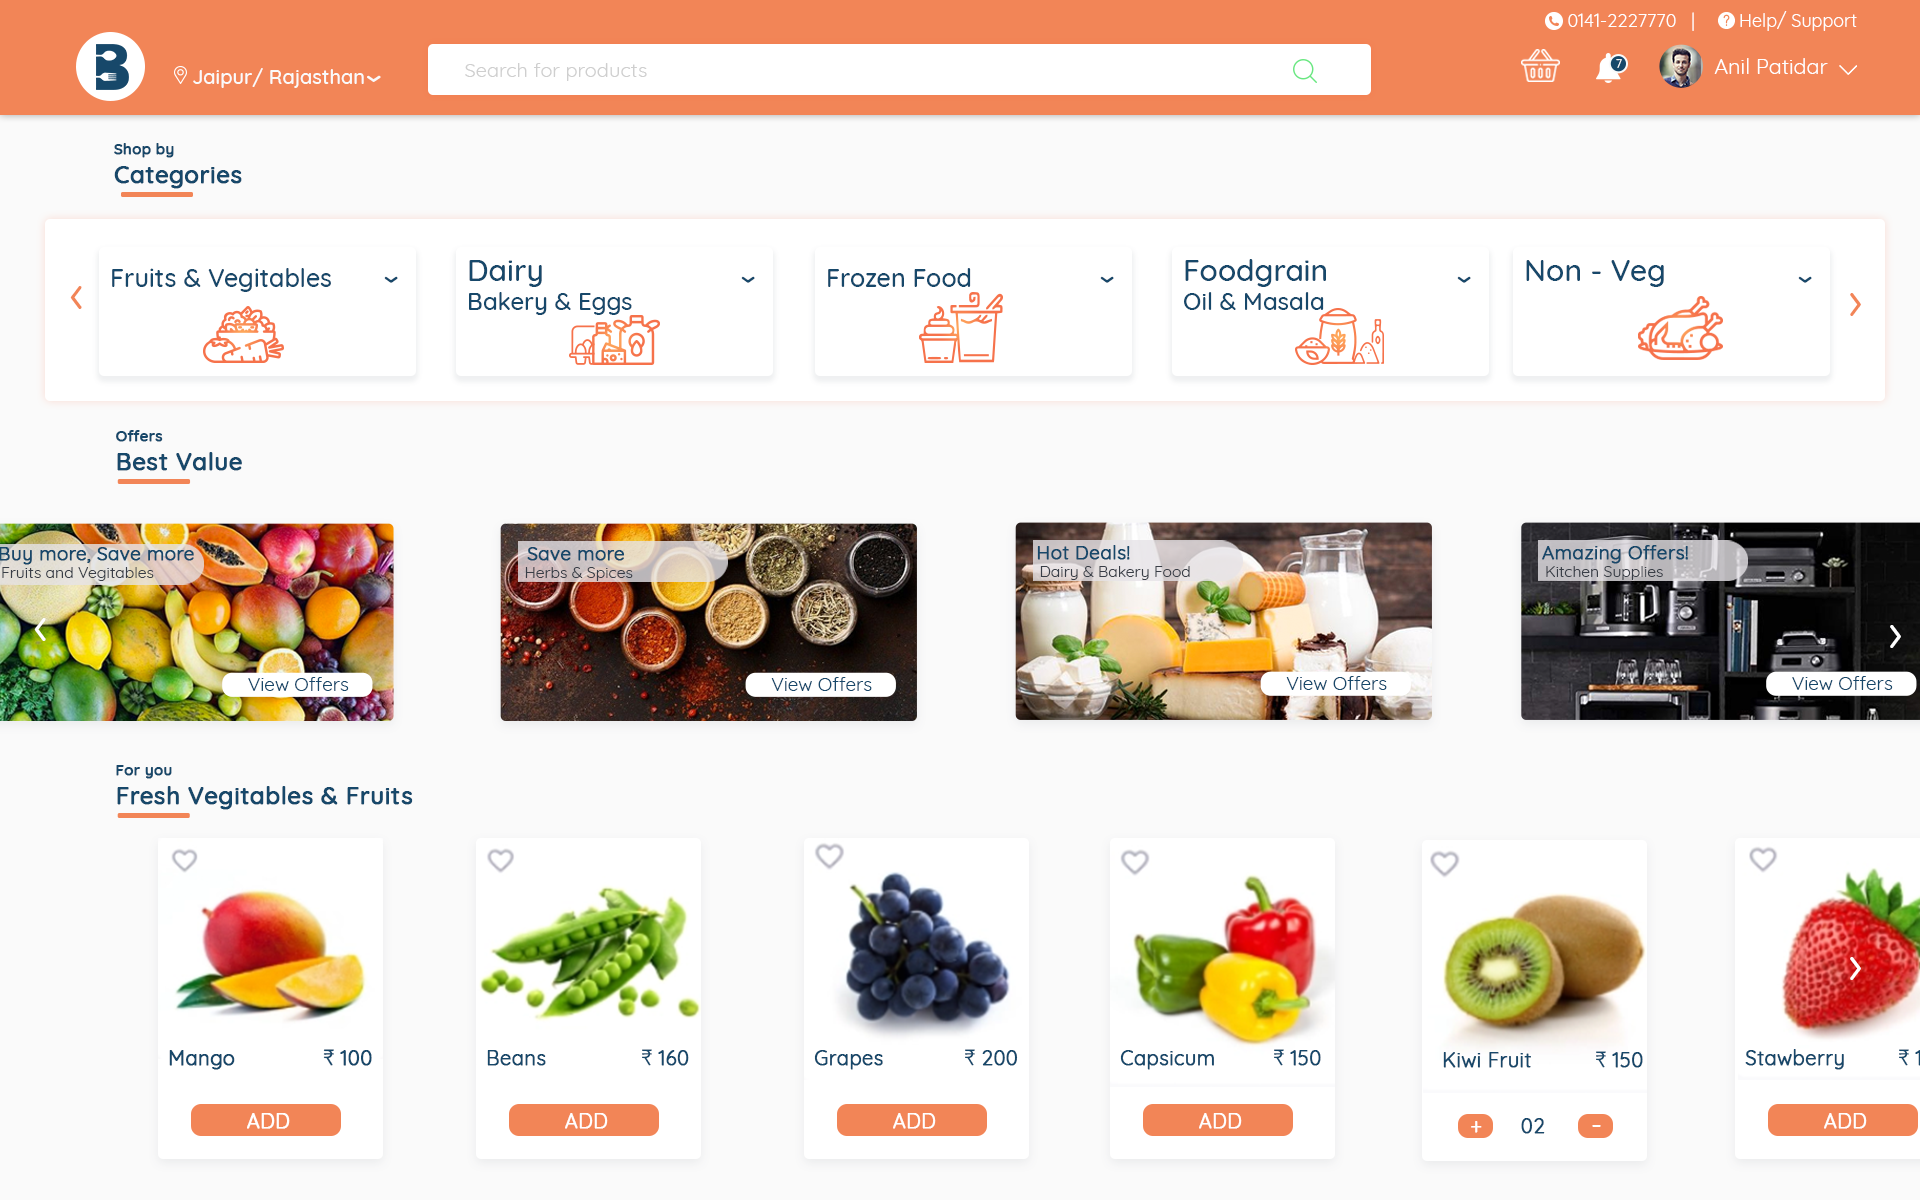 0141-2227770 | Help/ Support
B
Jaipur/ Rajasthan
Search for products
7
Anil Patidar
Shop by
Categories
Fruits & Vegitables
Dairy
Bakery & Eggs
Frozen Food
Foodgrain
Oil & Masala
Non - Veg
Offers
Best Value
Buy more, Save more
Fruits and Vegitables
View Offers
Save more
Herbs & Spices
View Offers
Hot Deals!
Dairy & Bakery Food
View Offers
Amazing Offers!
Kitchen Supplies
View Offers
For you
Fresh Vegitables & Fruits
Mango ₹ 100
ADD
Beans ₹ 160
ADD
Grapes ₹ 200
ADD
Capsicum ₹ 150
ADD
Kiwi Fruit ₹ 150
+ 02 -
Stawberry ₹ 1
ADD